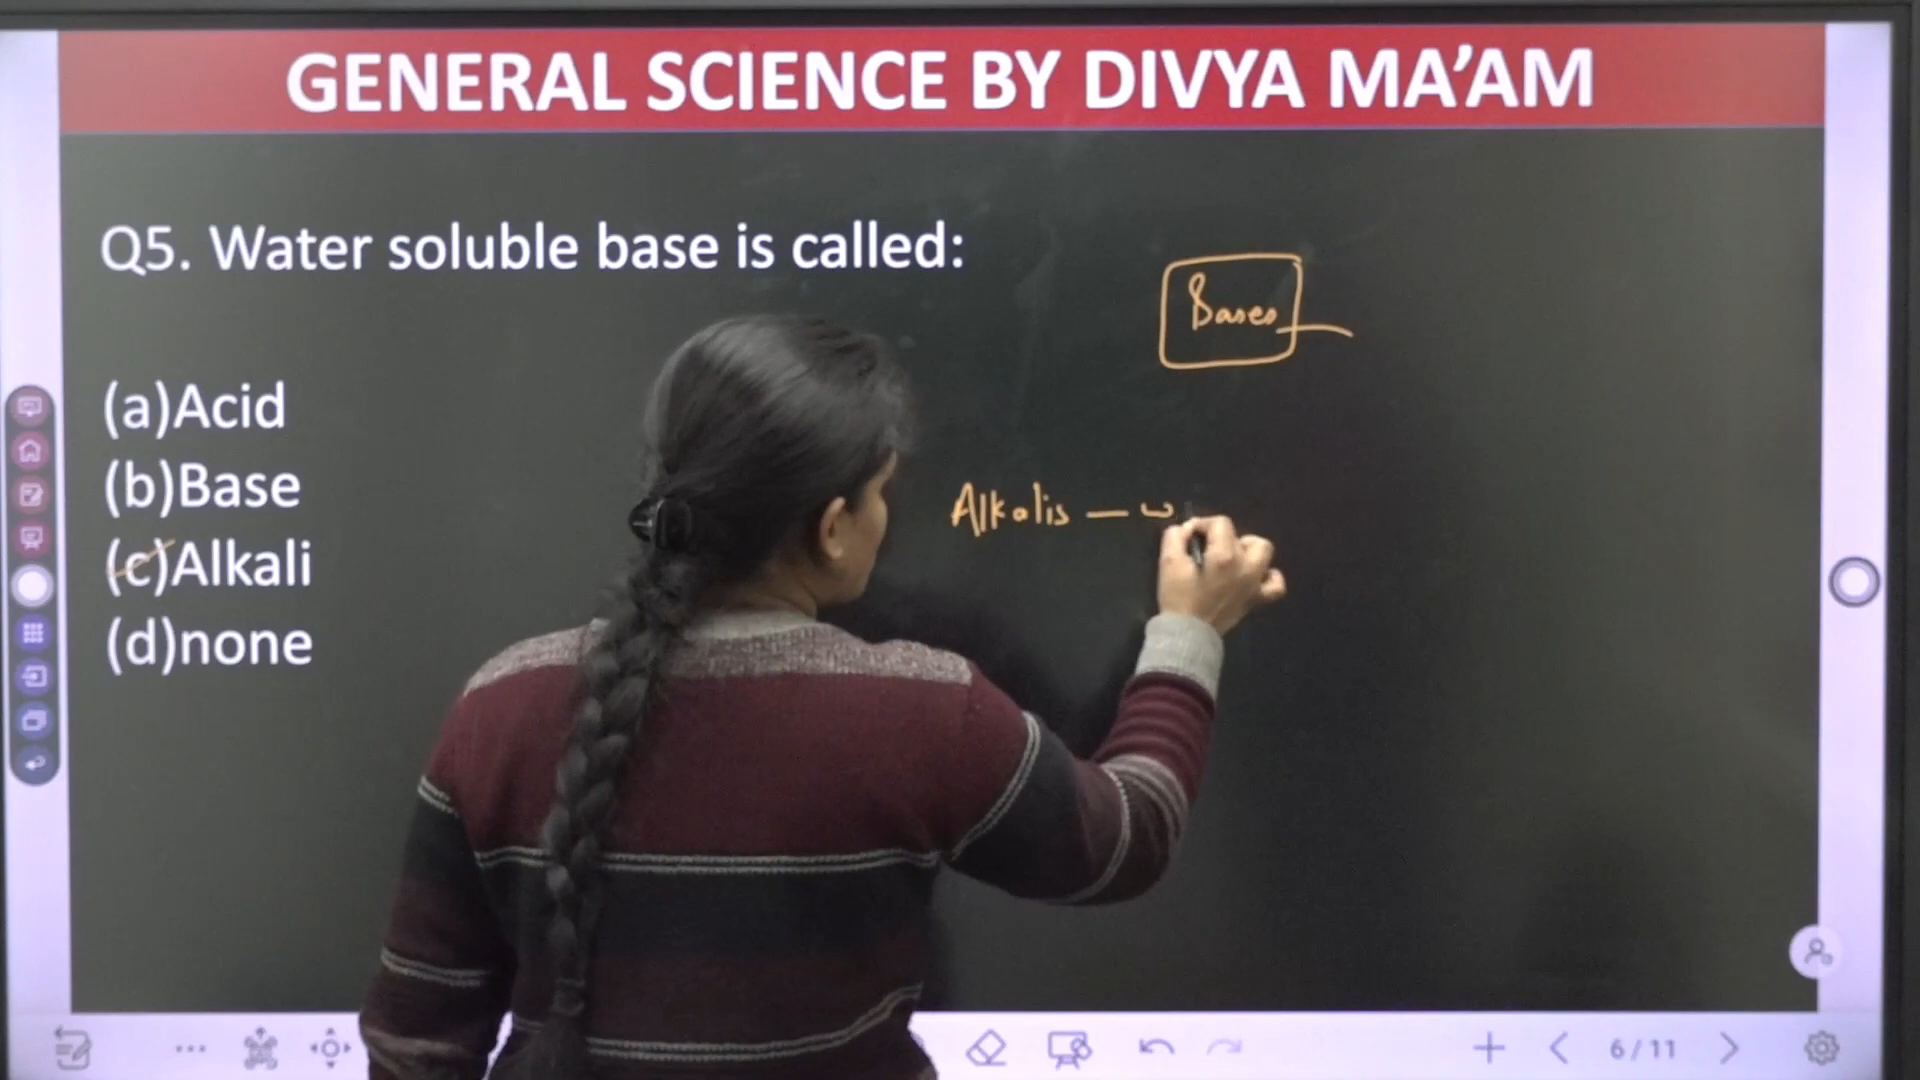 GENERAL SCIENCE BY DIVYA MA’AM
Q5. Water soluble base is called:
Bases
(a)Acid
(b)Base
Alkalis — w
(c)Alkali
(d)none
6/11